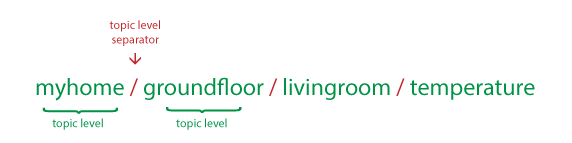 topic level
separator
myhome / groundfloor / livingroom / temperature
topic level topic level